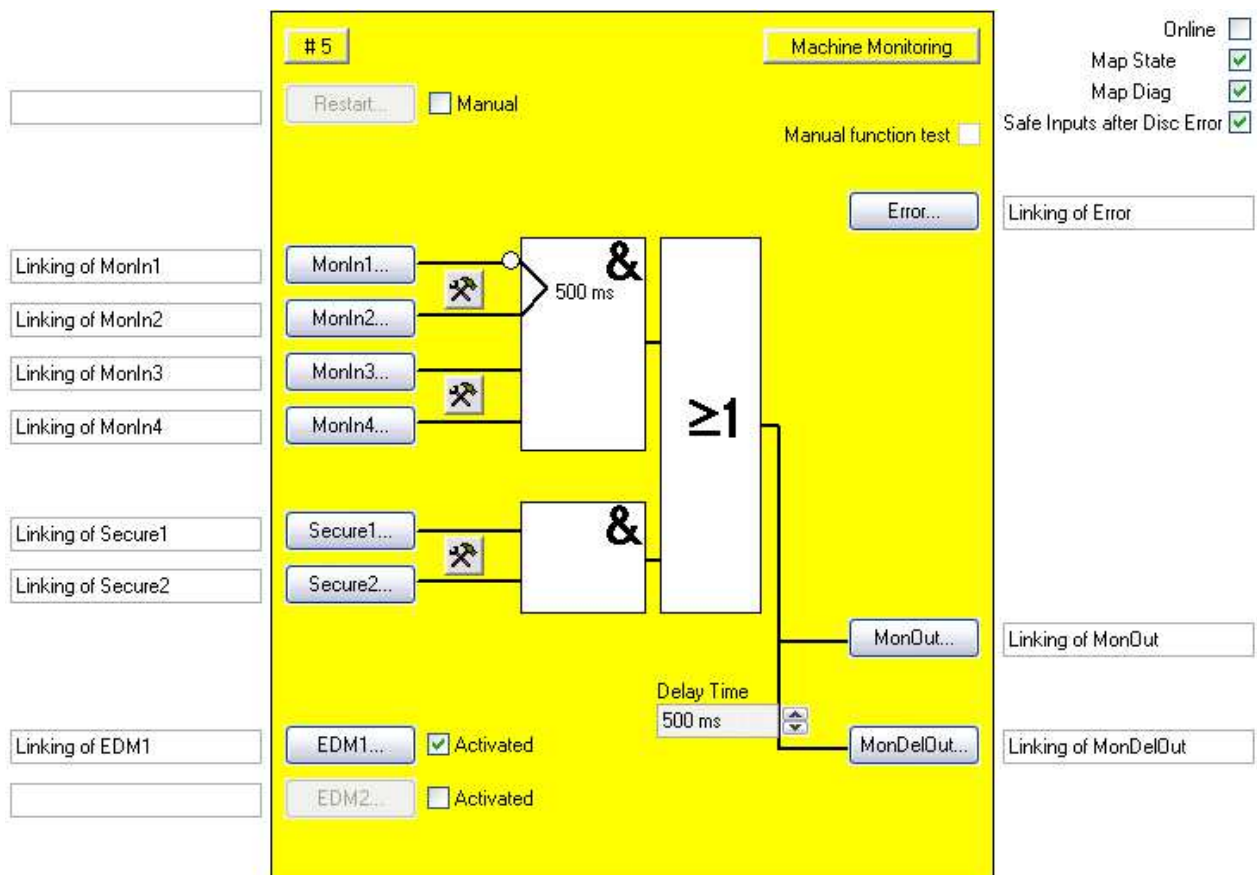 # 5
Machine Monitoring
Online
Map State
Map Diag
Safe Inputs after Disc Error
Restart...
Manual
Manual function test
Error...
Linking of Error
Linking of MonIn1
MonIn1...
&
500 ms
Linking of MonIn2
MonIn2...
Linking of MonIn3
MonIn3...
Linking of MonIn4
MonIn4...
≥1
Linking of Secure1
Secure1...
&
Linking of Secure2
Secure2...
MonOut...
Linking of MonOut
Delay Time
500 ms
Linking of EDM1
EDM1...
Activated
MonDelOut...
Linking of MonDelOut
EDM2...
Activated